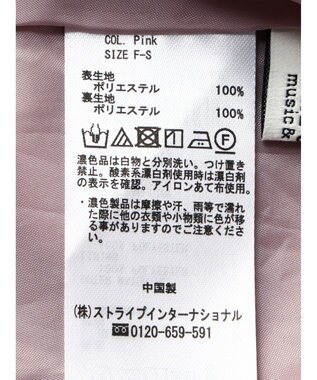 COL. Pink
SIZE F-S
表生地
ポリエステル 100%
裏生地
ポリエステル 100%
濃色品は白物と分別洗い。つけ置き
禁止。酸素系漂白剤使用時は漂白剤
の表示を確認。アイロンあて布使用。
・濃色製品は摩擦や汗、雨等で濡れ
た際に他の衣類や小物類に色が移
る事がありますのでご注意くださ
い。
中国製
(株)ストライプインターナショナル
0120-659-591
music &